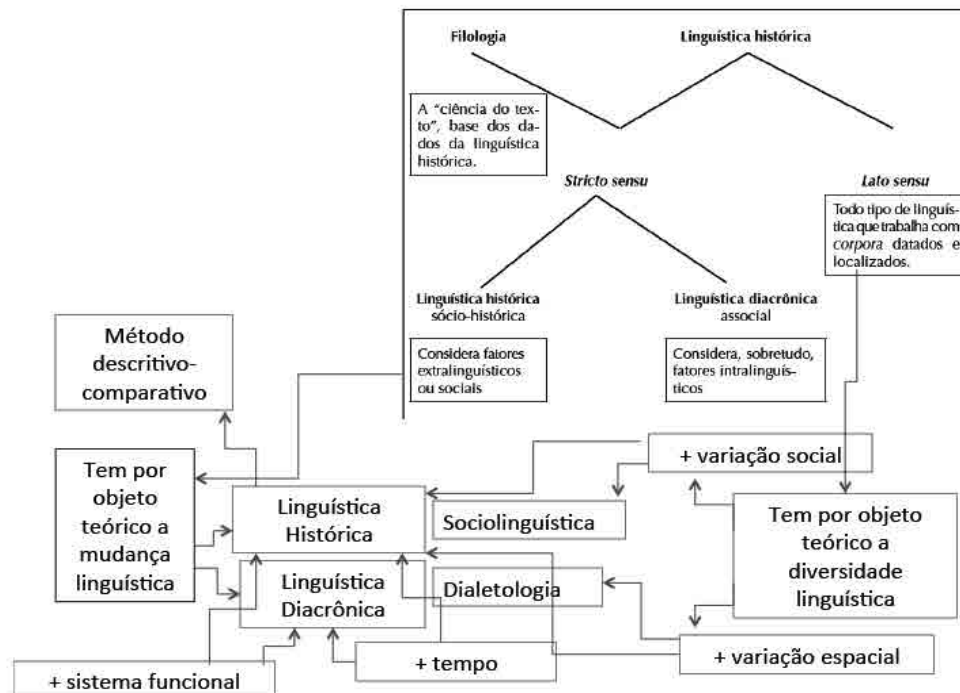 Filologia
Linguística histórica
A “ciência do tex-
to”, base dos da-
dos da linguística
histórica.
Stricto sensu
Lato sensu
Todo tipo de linguís-
tica que trabalha com
corpora datados e
localizados.
Linguística histórica
sócio-histórica
Linguística diacrônica
associal
Considera fatores
extralinguísticos
ou sociais
Considera, sobretudo,
fatores intralinguís-
ticos
Método
descritivo-
comparativo
Tem por
objeto
teórico a
mudança
linguística
Linguística
Histórica
Linguística
Diacrônica
+ variação social
Sociolinguística
Dialetologia
Tem por objeto
teórico a
diversidade
linguística
+ sistema funcional
+ tempo
+ variação espacial